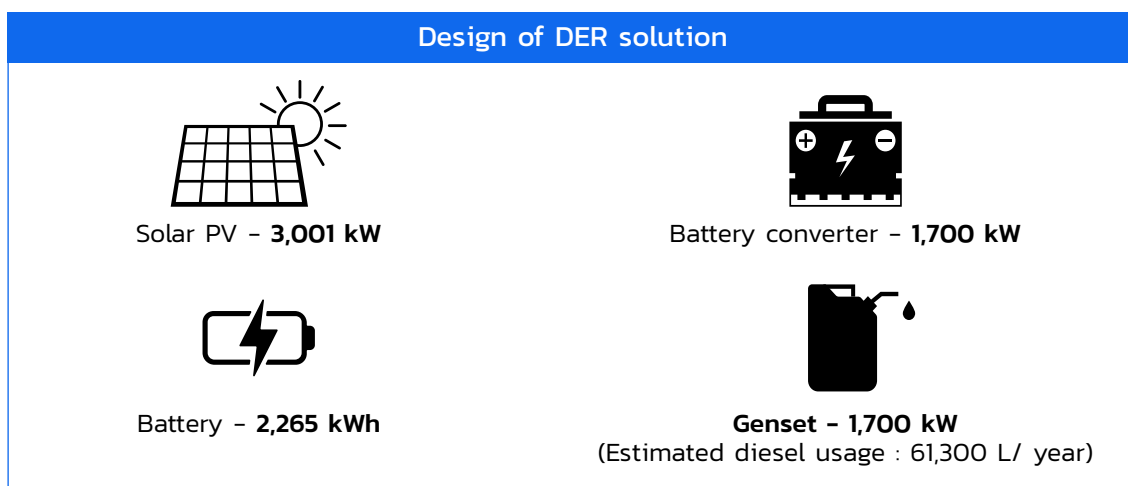 Design of DER solution
Solar PV – 3,001 kW
Battery converter – 1,700 kW
Battery – 2,265 kWh
Genset – 1,700 kW
(Estimated diesel usage : 61,300 L/ year)